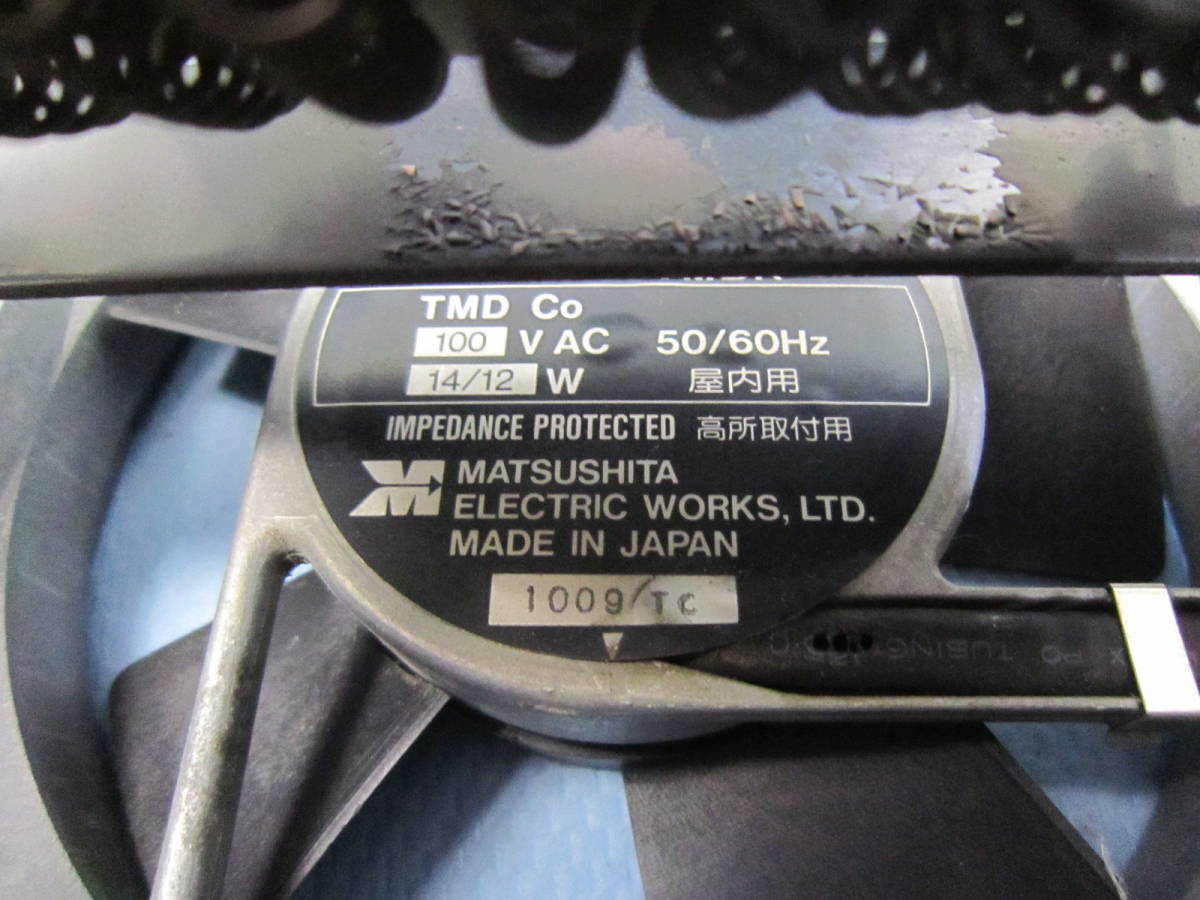 TMD Co
100 V AC 50/60Hz
14/12 W 屋内用
IMPEDANCE PROTECTED 高所取付用
MATSUSHITA
ELECTRIC WORKS, LTD.
MADE IN JAPAN
1009 TC
TUBING